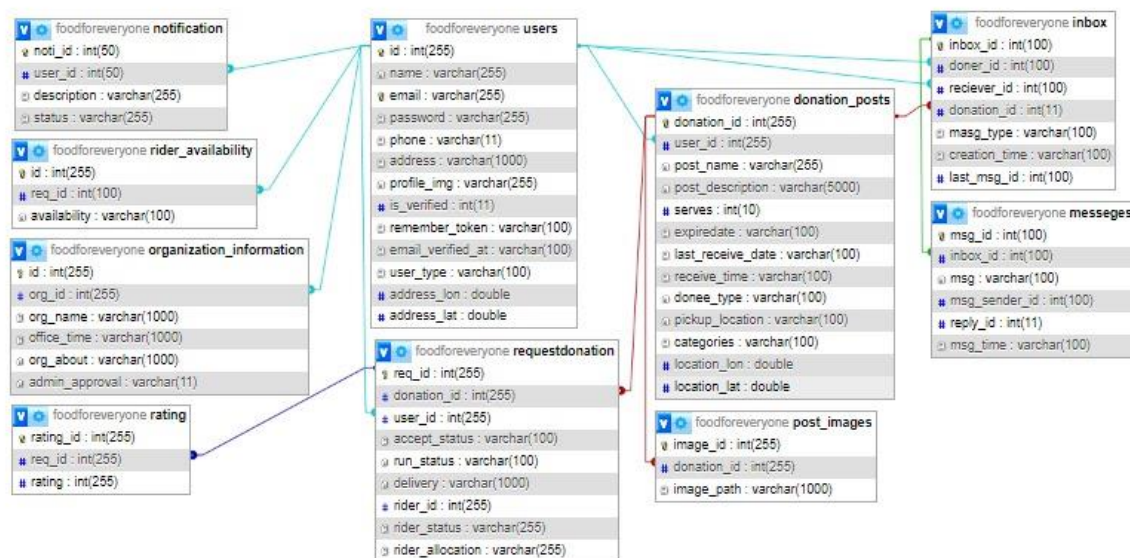 foodforeveryone notification
noti_id : int(50)
user_id : int(50)
description : varchar(255)
status : varchar(255)
foodforeveryone rider_availability
id : int(255)
req_id : int(100)
availability : varchar(100)
foodforeveryone organization_information
id : int(255)
org_id : int(255)
org_name : varchar(1000)
office_time : varchar(1000)
org_about : varchar(1000)
admin_approval : varchar(11)
foodforeveryone rating
rating_id : int(255)
req_id : int(255)
rating : int(255)
foodforeveryone users
id : int(255)
name : varchar(255)
email : varchar(255)
password : varchar(255)
phone : varchar(11)
address : varchar(1000)
profile_img : varchar(255)
is_verified : int(11)
remember_token : varchar(100)
email_verified_at : varchar(100)
user_type : varchar(100)
address_lon : double
address_lat : double
foodforeveryone requestdonation
req_id : int(255)
donation_id : int(255)
user_id : int(255)
accept_status : varchar(100)
run_status : varchar(100)
delivery : varchar(1000)
rider_id : int(255)
rider_status : varchar(255)
rider_allocation : varchar(255)
foodforeveryone donation_posts
donation_id : int(255)
user_id : int(255)
post_name : varchar(255)
post_description : varchar(5000)
serves : int(10)
expiredate : varchar(100)
last_receive_date : varchar(100)
receive_time : varchar(100)
donee_type : varchar(100)
pickup_location : varchar(100)
categories : varchar(100)
location_lon : double
location_lat : double
foodforeveryone post_images
image_id : int(255)
donation_id : int(255)
image_path : varchar(1000)
foodforeveryone inbox
inbox_id : int(100)
doner_id : int(100)
reciever_id : int(100)
donation_id : int(11)
masg_type : varchar(100)
creation_time : varchar(100)
last_msg_id : int(100)
foodforeveryone messeges
msg_id : int(100)
inbox_id : int(100)
msg : varchar(100)
msg_sender_id : int(100)
reply_id : int(11)
msg_time : varchar(100)